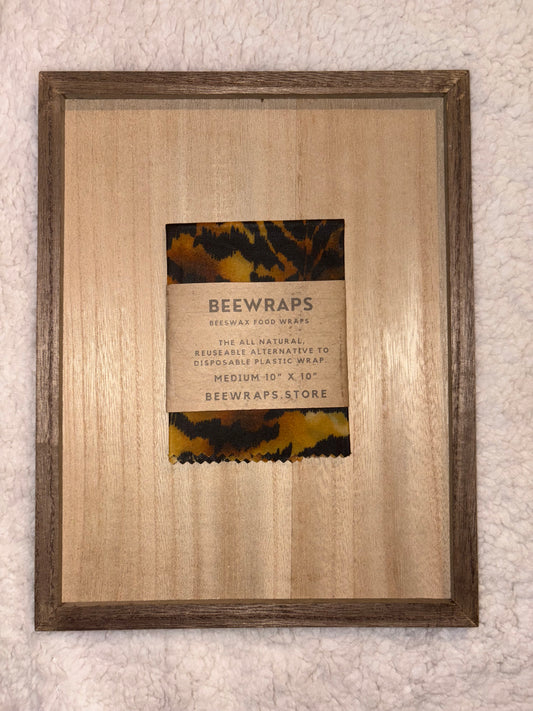 BEEWRAPS
BEESWAX FOOD WRAPS
THE ALL NATURAL,
REUSEABLE ALTERNATIVE TO
DISPOSABLE PLASTIC WRAP.
MEDIUM 10" X 10"
BEEWRAPS.STORE